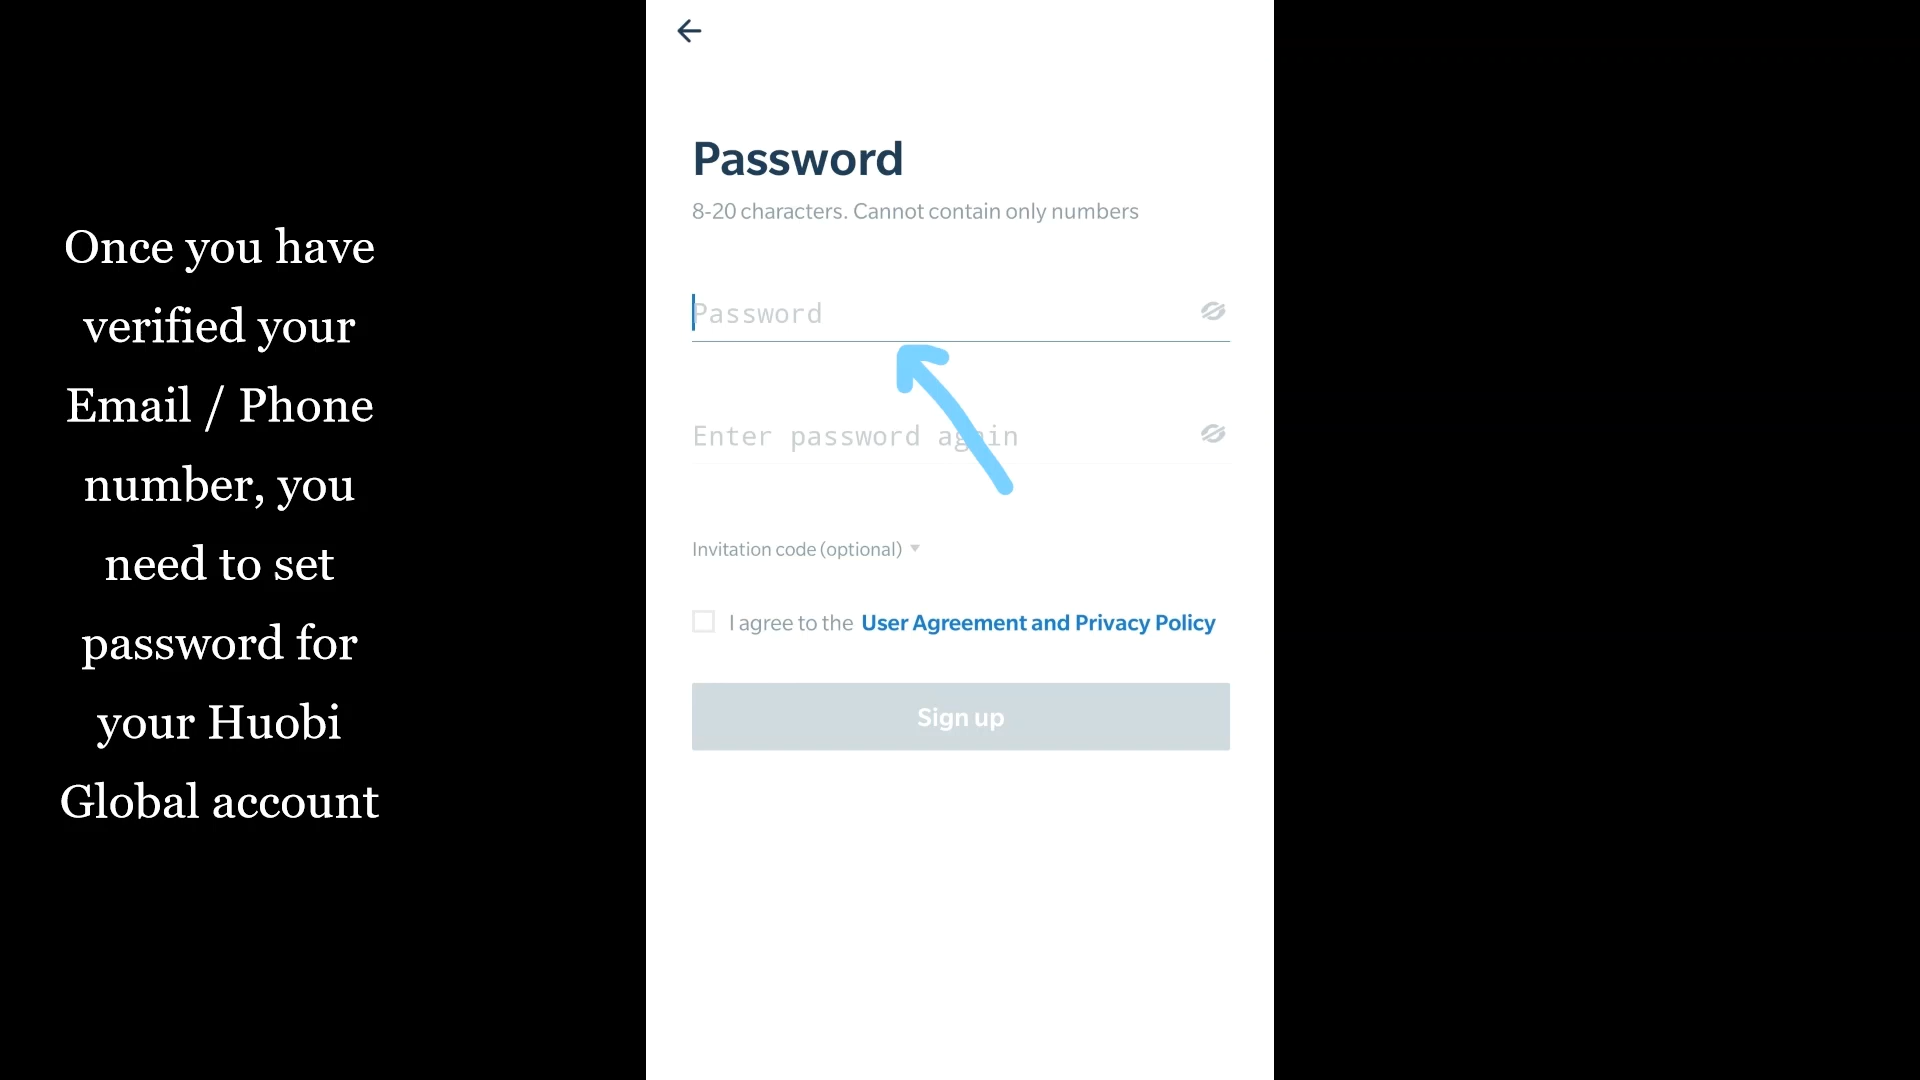 Once you have
verified your
Email / Phone
number, you
need to set
password for
your Huobi
Global account
Password
8-20 characters. Cannot contain only numbers
Password
Enter password again
Invitation code (optional)
I agree to the User Agreement and Privacy Policy
Sign up